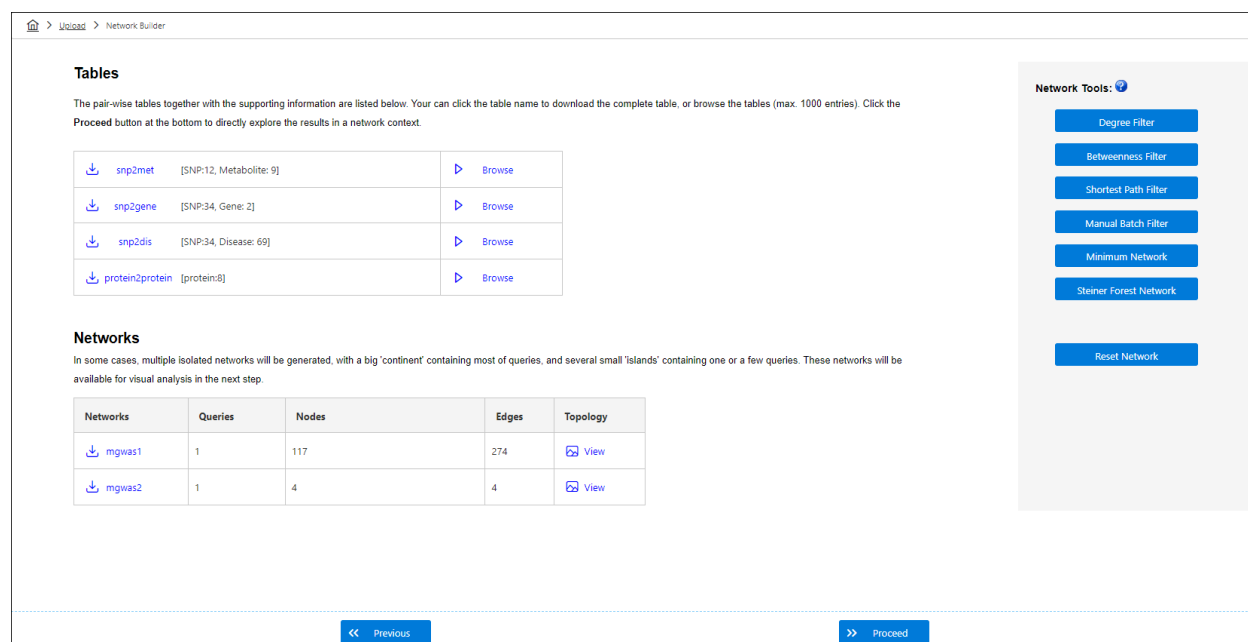 Upload > Network Builder
Tables
The pair-wise tables together with the supporting information are listed below. Your can click the table name to download the complete table, or browse the tables (max. 1000 entries). Click the
Proceed button at the bottom to directly explore the results in a network context.
snp2met [SNP:12, Metabolite: 9] Browse
snp2gene [SNP:34, Gene: 2] Browse
snp2dis [SNP:34, Disease: 69] Browse
protein2protein [protein:8] Browse
Networks
In some cases, multiple isolated networks will be generated, with a big 'continent' containing most of queries, and several small 'islands' containing one or a few queries. These networks will be
available for visual analysis in the next step.
Networks Queries Nodes Edges Topology
mgwas1 1 117 274 View
mgwas2 1 4 4 View
Network Tools: ?
Degree Filter
Betweenness Filter
Shortest Path Filter
Manual Batch Filter
Minimum Network
Steiner Forest Network
Reset Network
Previous
Proceed